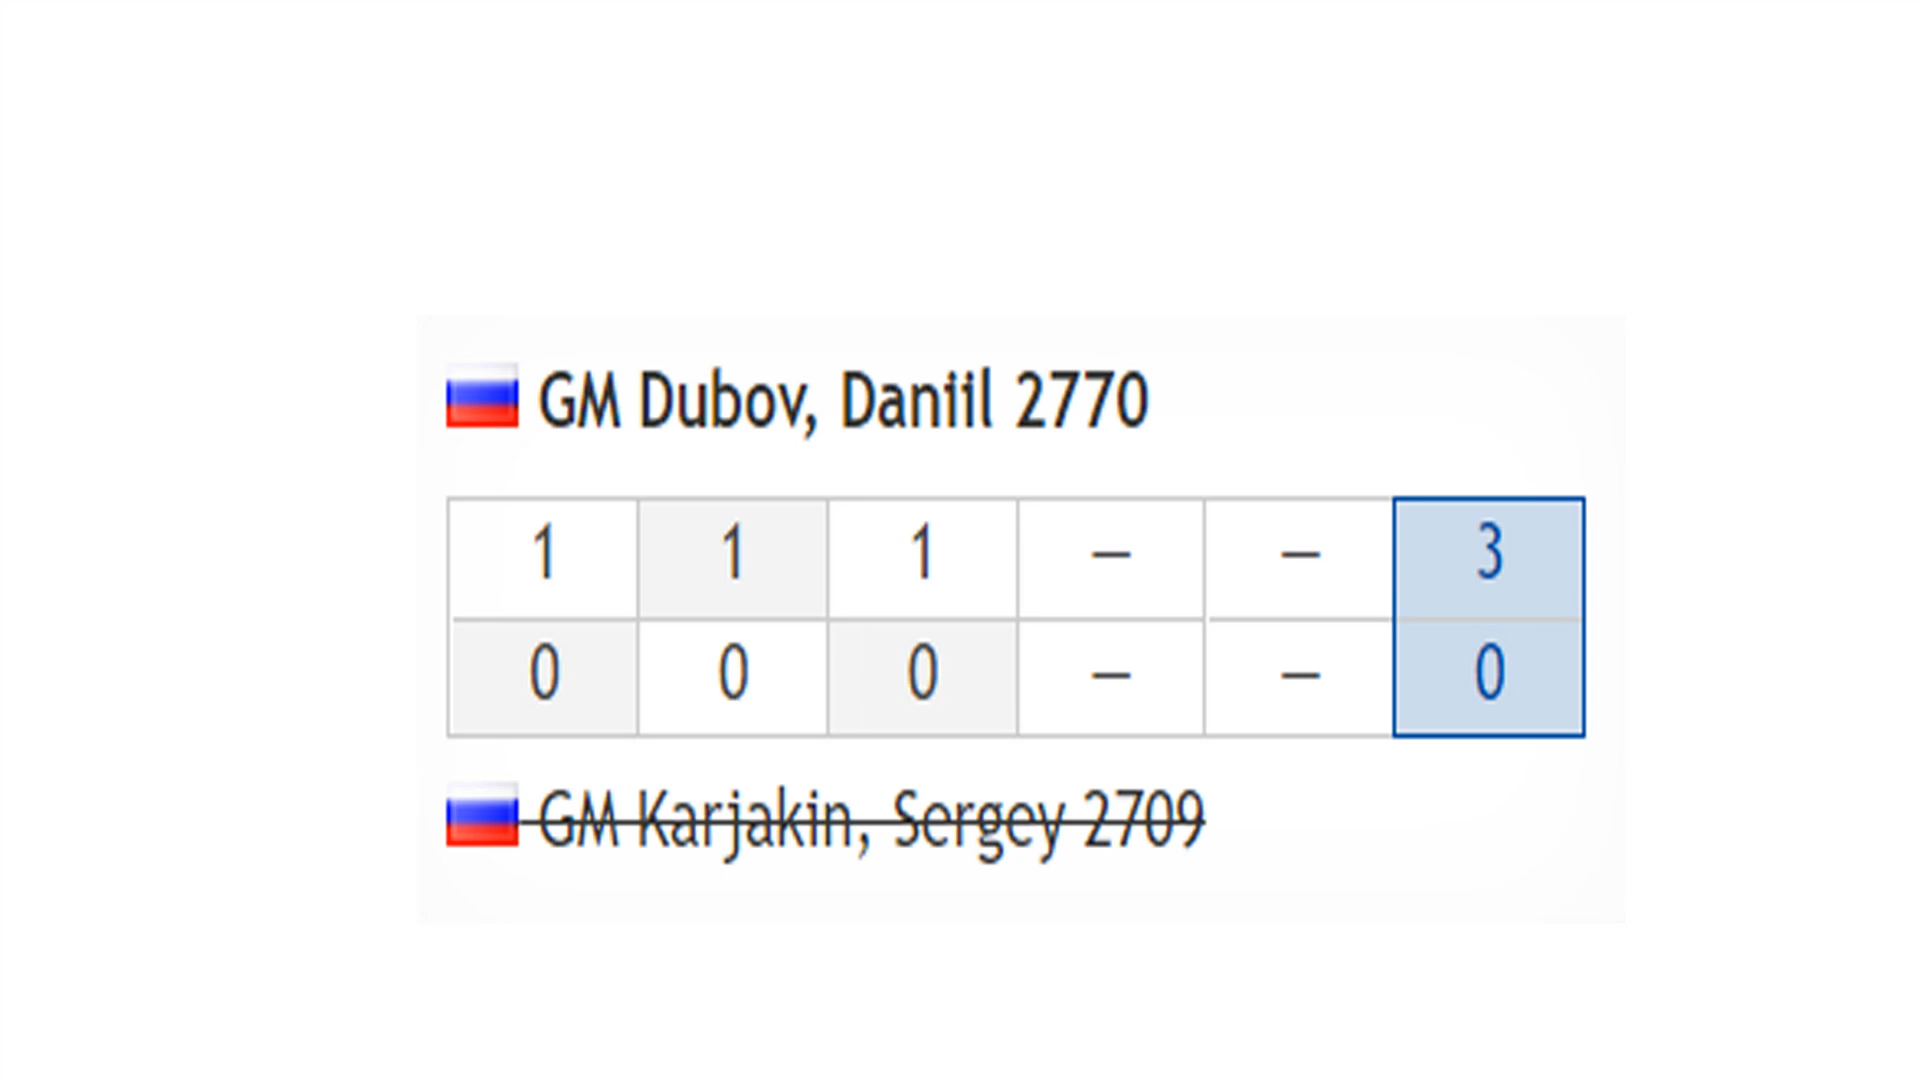 GM Dubov, Daniil 2770
1 1 1 – – 3
0 0 0 – – 0
GM Karjakin, Sergey 2709